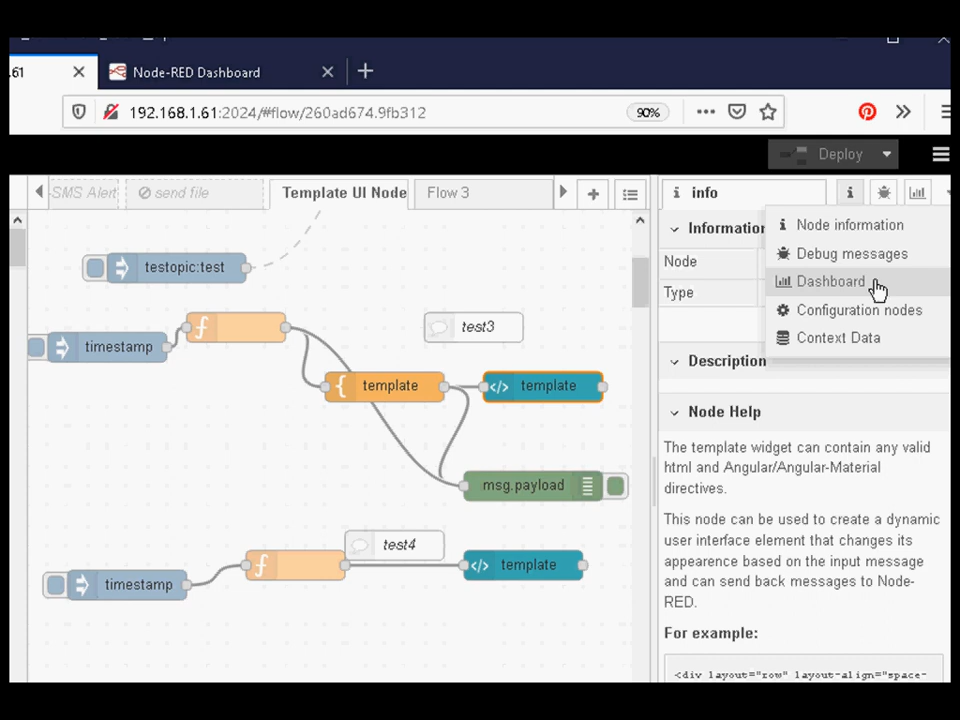 .61
Node-RED Dashboard
192.168.1.61:2024/#flow/260ad674.9fb312
90%
Deploy
SMS Alert
send file
Template UI Node
Flow 3
info
Information
Node
Type
Node information
Debug messages
Dashboard
Configuration nodes
Context Data
testopic:test
timestamp
test3
template
template
msg.payload
test4
timestamp
template
Description
Node Help
The template widget can contain any valid
html and Angular/Angular-Material
directives.
This node can be used to create a dynamic
user interface element that changes its
appearence based on the input message
and can send back messages to Node-
RED.
For example:
<div layout="row" layout-align="space-